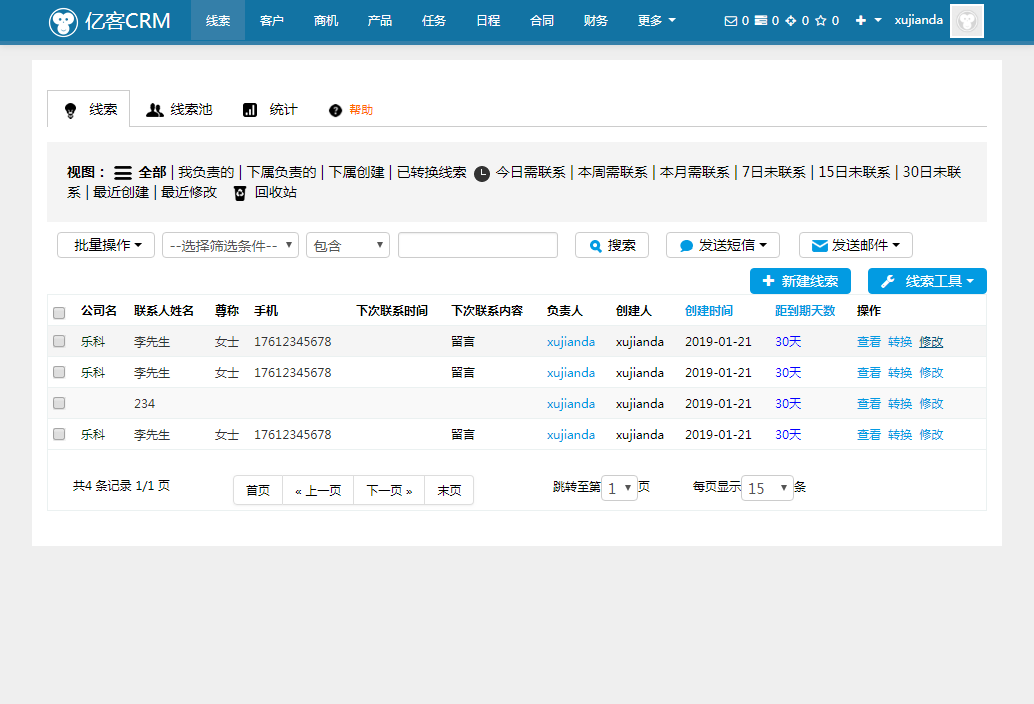 亿客CRM 线索 客户 商机 产品 任务 日程 合同 财务 更多 0 0 0 0 xujianda
线索 线索池 统计 帮助
视图： 全部 | 我负责的 | 下属负责的 | 下属创建 | 已转换线索 今日需联系 | 本周需联系 | 本月需联系 | 7日未联系 | 15日未联系 | 30日未联
系 | 最近创建 | 最近修改 回收站
批量操作 --选择筛选条件-- 包含 搜索 发送短信 发送邮件
新建线索 线索工具
公司名 联系人姓名 尊称 手机 下次联系时间 下次联系内容 负责人 创建人 创建时间 距到期天数 操作
乐科 李先生 女士 17612345678 留言 xujianda xujianda 2019-01-21 30天 查看 转换 修改
乐科 李先生 女士 17612345678 留言 xujianda xujianda 2019-01-21 30天 查看 转换 修改
234 xujianda xujianda 2019-01-21 30天 查看 转换 修改
乐科 李先生 女士 17612345678 留言 xujianda xujianda 2019-01-21 30天 查看 转换 修改
共4 条记录 1/1 页 首页 « 上一页 下一页 » 末页 跳转至第 1 页 每页显示 15 条